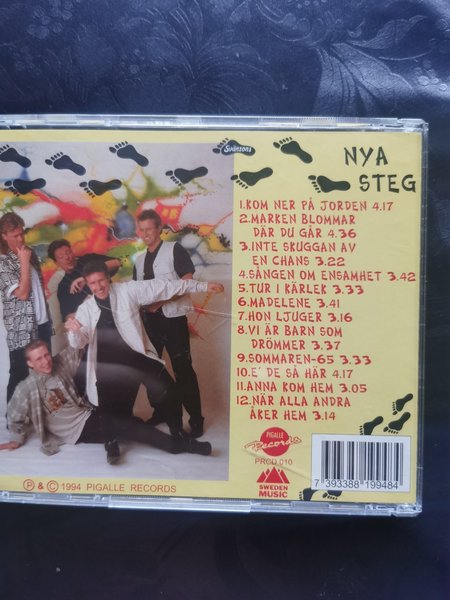 Svänsons
NYA
STEG
1.KOM NER PÅ JORDEN 4.17
2.MARKEN BLOMMAR
DÄR DU GÅR 4.36
3.INTE SKUGGAN AV
EN CHANS 3.22
4.SÅNGEN OM ENSAMHET 3.42
5.TUR I KÄRLEK 3.33
6.MADELENE 3.41
7.HON LJUGER 3.16
8.VI ÄR BARN SOM
DRÖMMER 3.37
9.SOMMAREN-65 3.33
10.E' DE SÅ HÄR 4.17
11.ANNA KOM HEM 3.05
12.NÄR ALLA ANDRA
ÅKER HEM 3.14
PIGALLE
Records
PRCD 010
SWEDEN
MUSIC
7 393388 199484
℗ & © 1994 PIGALLE RECORDS